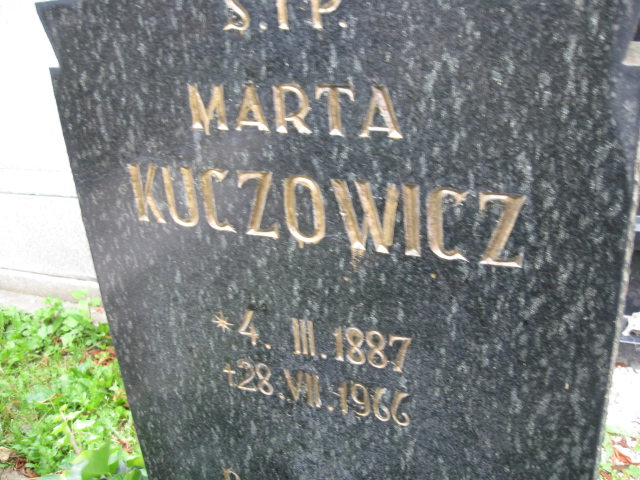 S.†P.
MARTA
KUCZOWICZ
* 4. III. 1887
† 28. VII. 1966